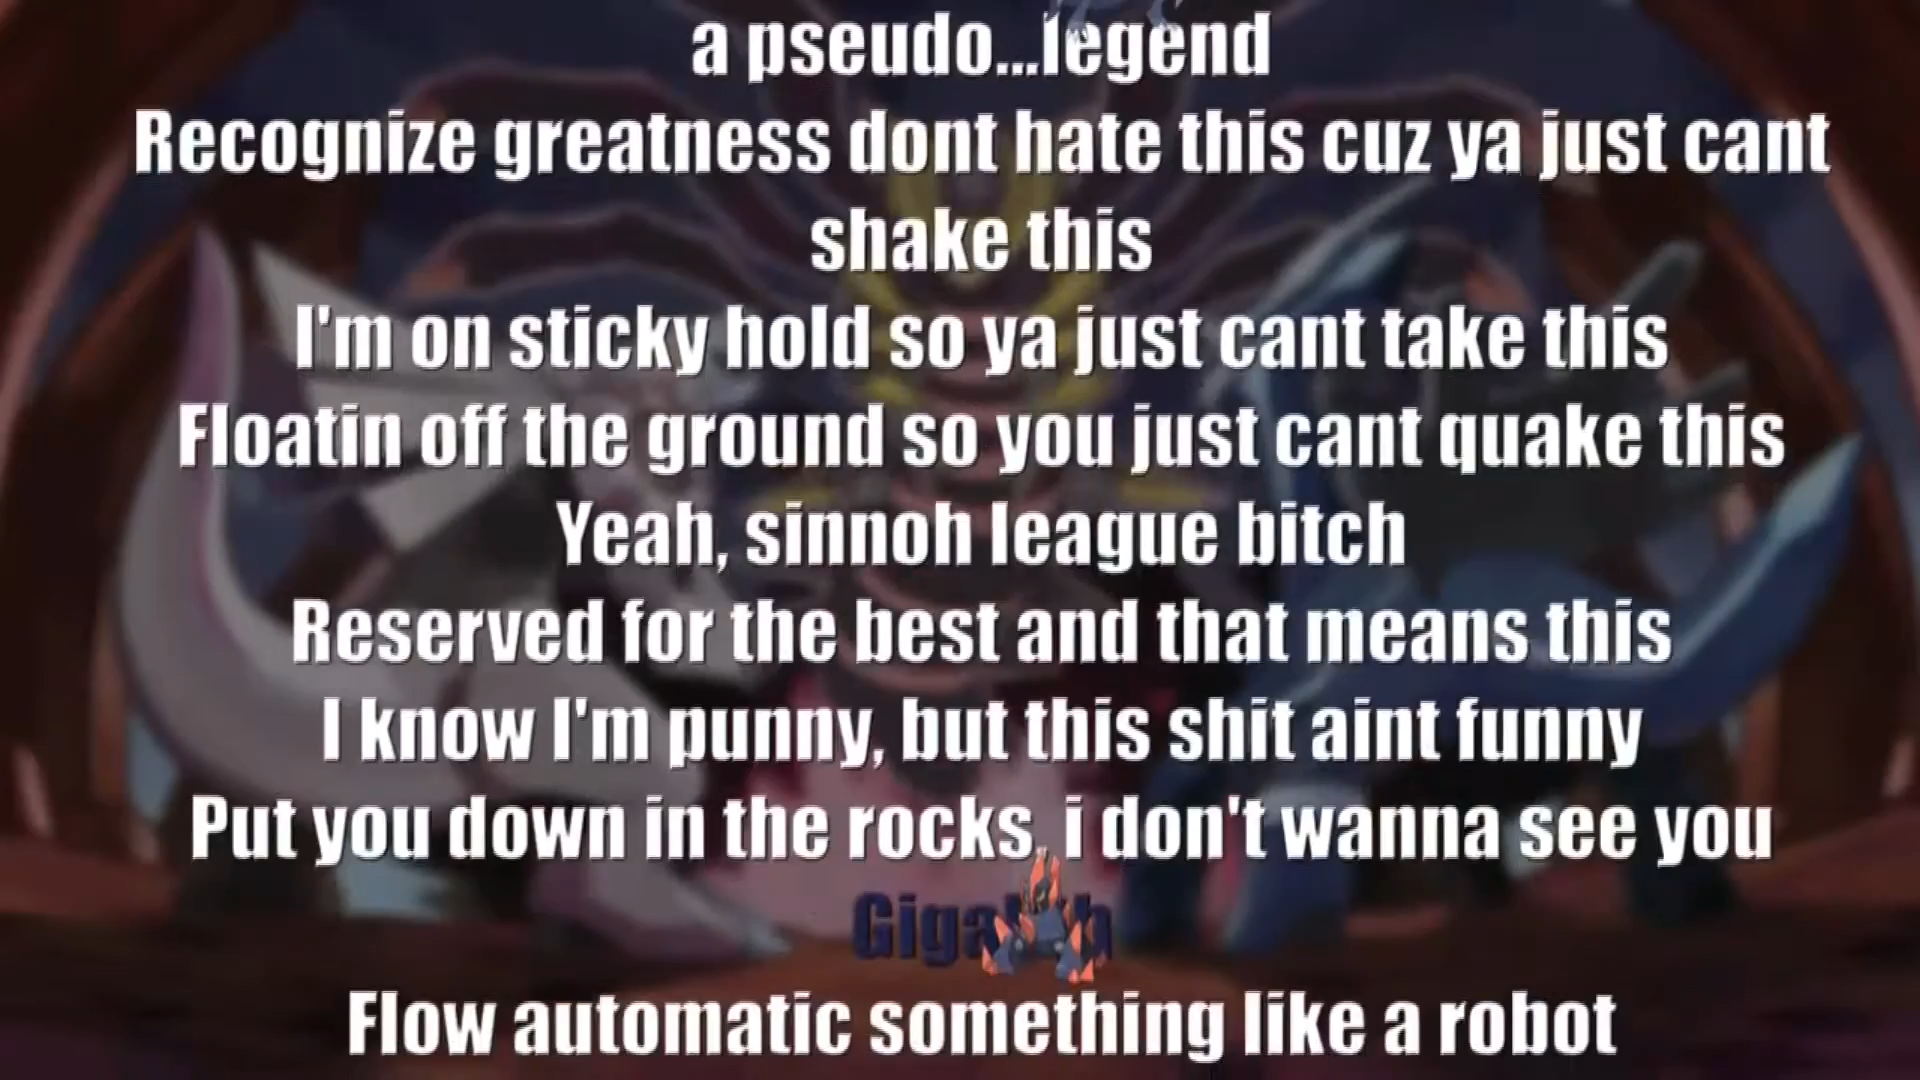 a pseudo...legend
Recognize greatness dont hate this cuz ya just cant
shake this
I'm on sticky hold so ya just cant take this
Floatin off the ground so you just cant quake this
Yeah, sinnoh league bitch
Reserved for the best and that means this
I know I'm punny, but this shit aint funny
Put you down in the rocks, i don't wanna see you
Gigalith
Flow automatic something like a robot